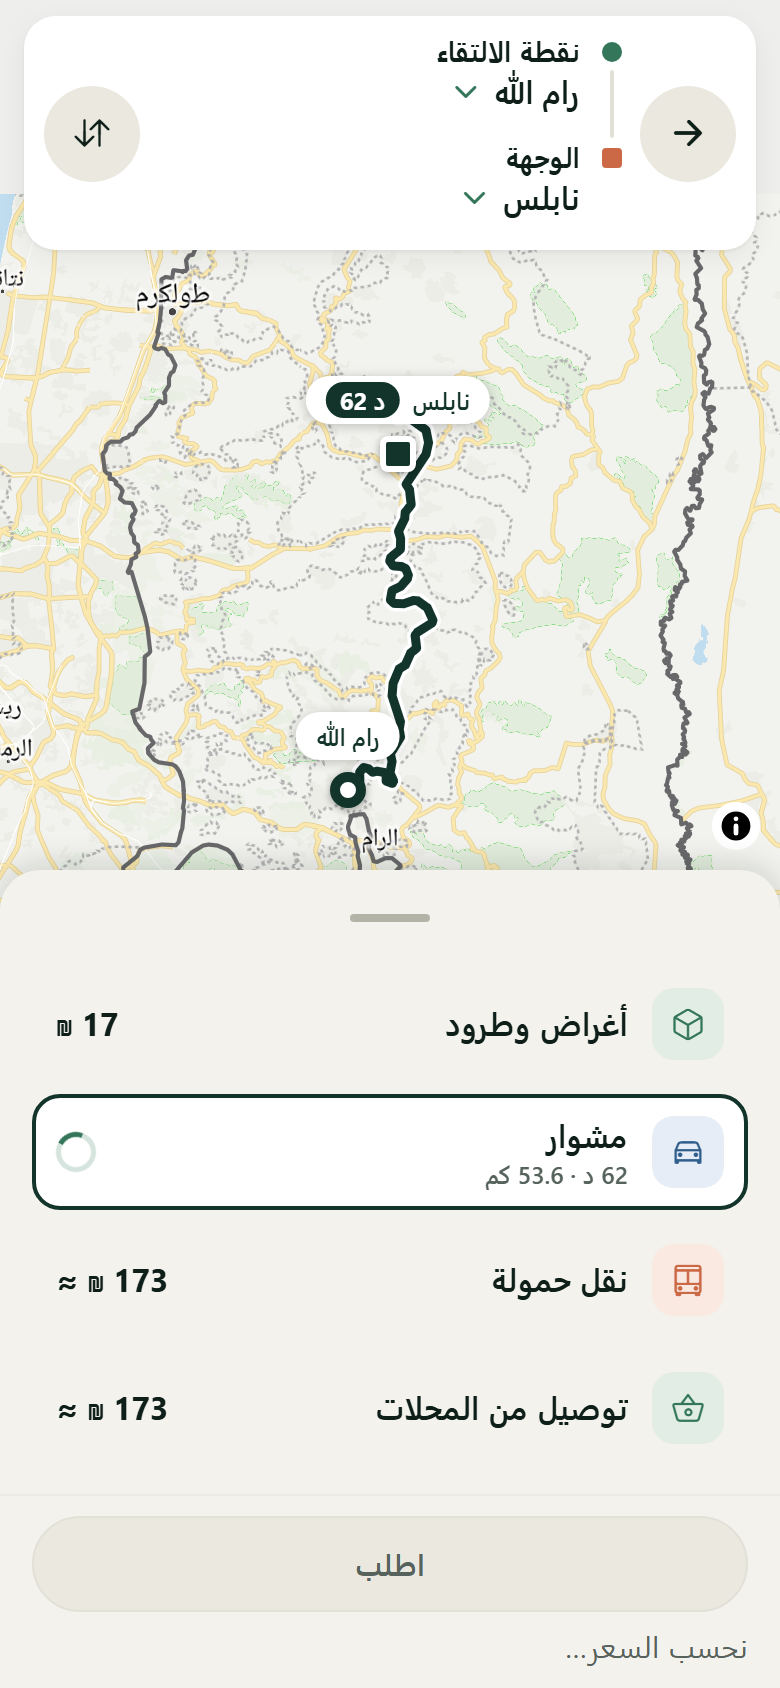 نقطة الالتقاء
رام الله
الوجهة
نابلس
طولكرم
نابلس 62 د
رام الله
الرام
أغراض وطرود
17 ₪
مشوار
62 د · 53.6 كم
نقل حمولة
173 ₪ ≈
توصيل من المحلات
173 ₪ ≈
اطلب
نحسب السعر...